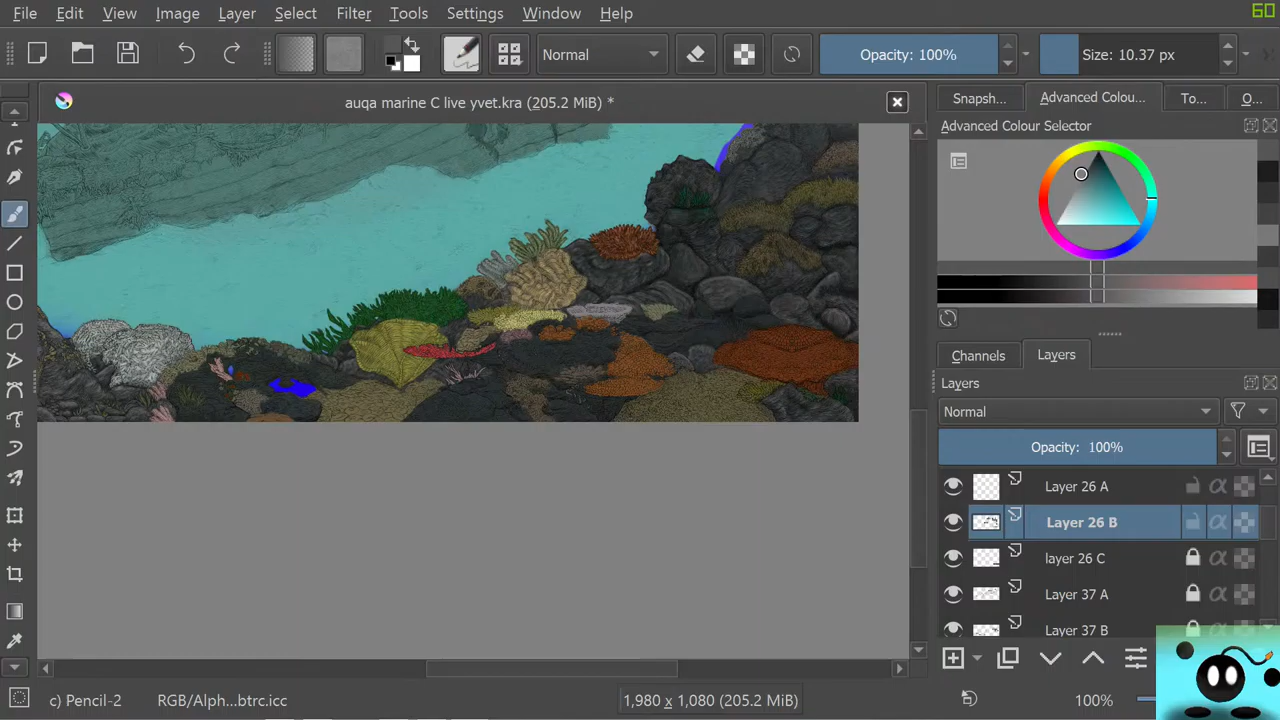 File Edit View Image Layer Select Filter Tools Settings Window Help
60
Normal
Opacity: 100%
Size: 10.37 px
auqa marine C live yvet.kra (205.2 MiB) *
Snapsh... Advanced Colou... To... O...
Advanced Colour Selector
Channels Layers
Layers
Normal
Opacity: 100%
Layer 26 A
Layer 26 B
layer 26 C
Layer 37 A
Layer 37 B
c) Pencil-2 RGB/Alph...btrc.icc 1,980 x 1,080 (205.2 MiB) 100%